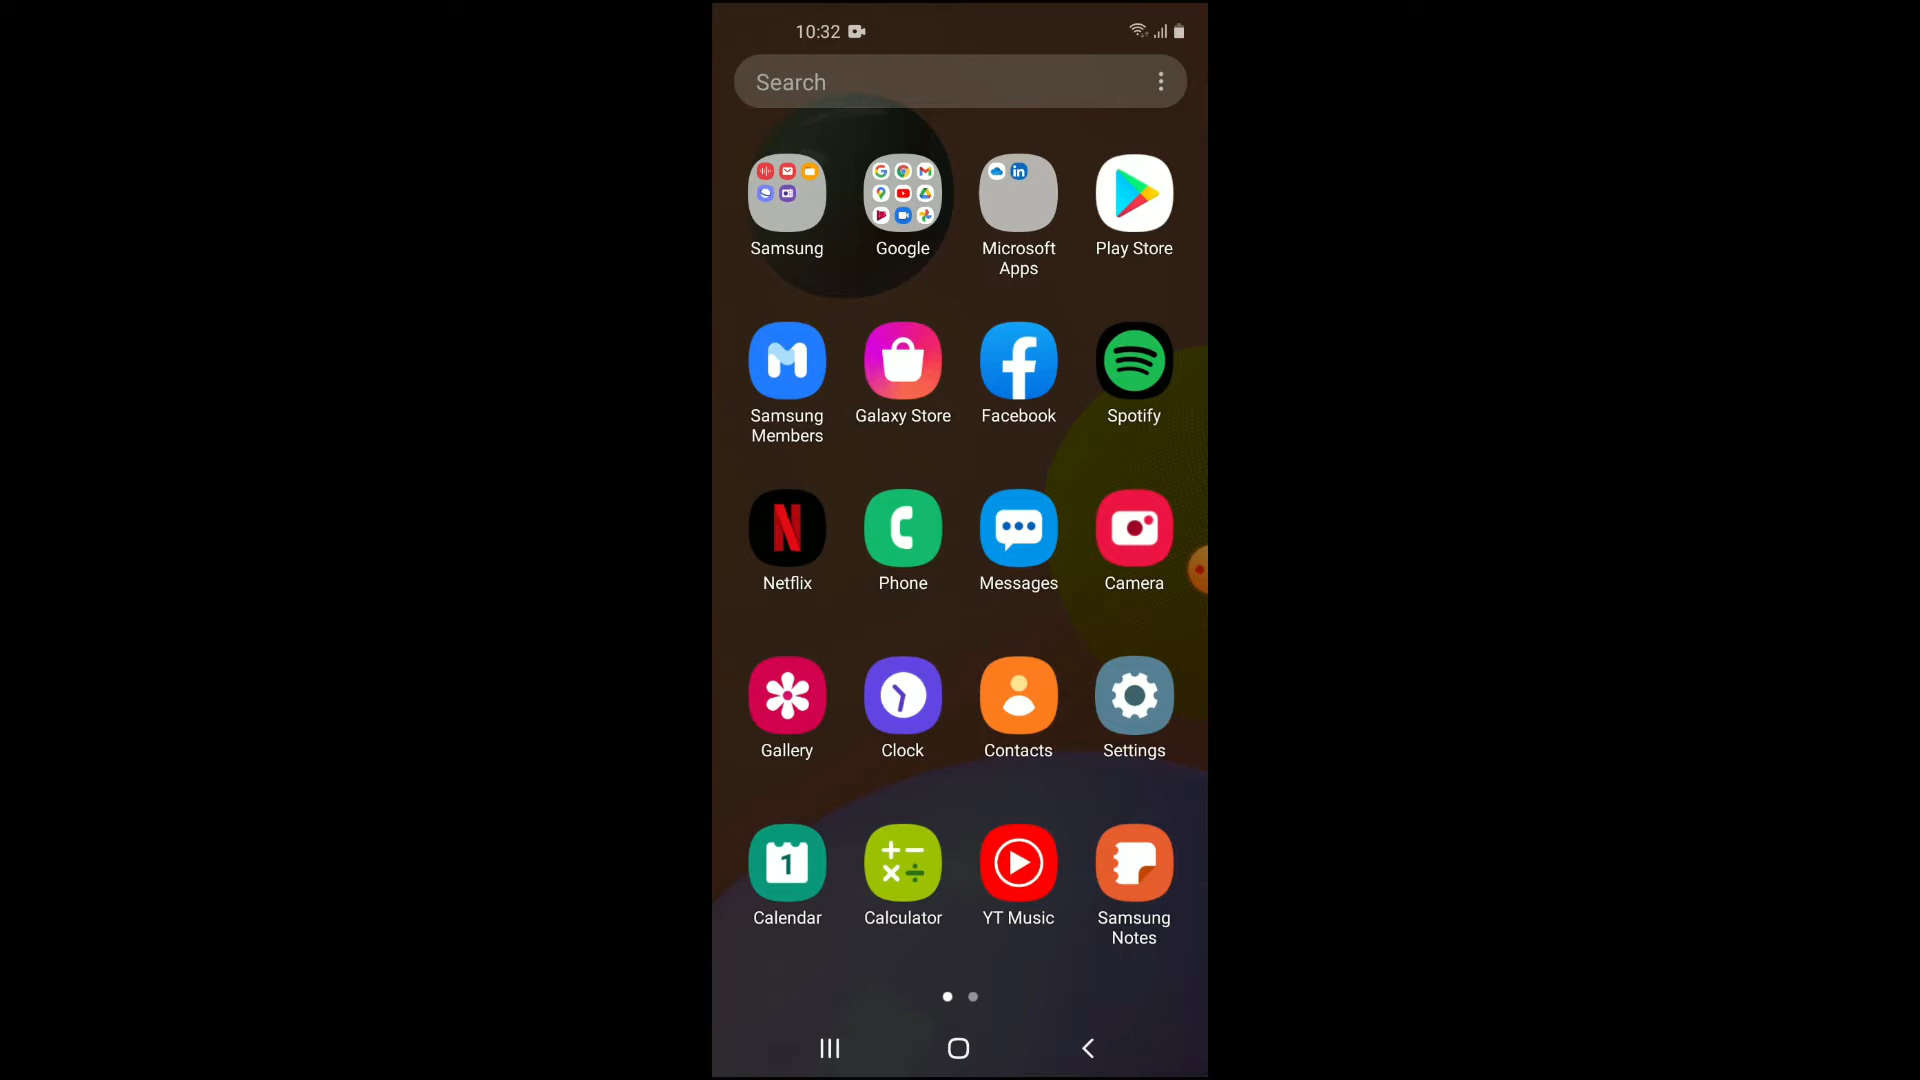 10:32
Search
Samsung
Google
Microsoft
Apps
Play Store
Samsung
Members
Galaxy Store
Facebook
Spotify
Netflix
Phone
Messages
Camera
Gallery
Clock
Contacts
Settings
1
Calendar
Calculator
YT Music
Samsung
Notes